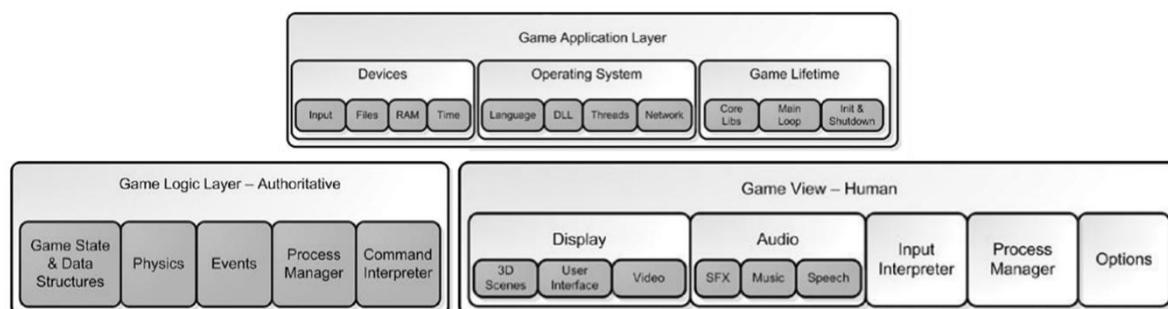 Game Application Layer
Devices
Operating System
Game Lifetime
Input
Files
RAM
Time
Language
DLL
Threads
Network
Core
Libs
Main
Loop
Init &
Shutdown
Game Logic Layer – Authoritative
Game State
& Data
Structures
Physics
Events
Process
Manager
Command
Interpreter
Game View – Human
Display
Audio
3D
Scenes
User
Interface
Video
SFX
Music
Speech
Input
Interpreter
Process
Manager
Options